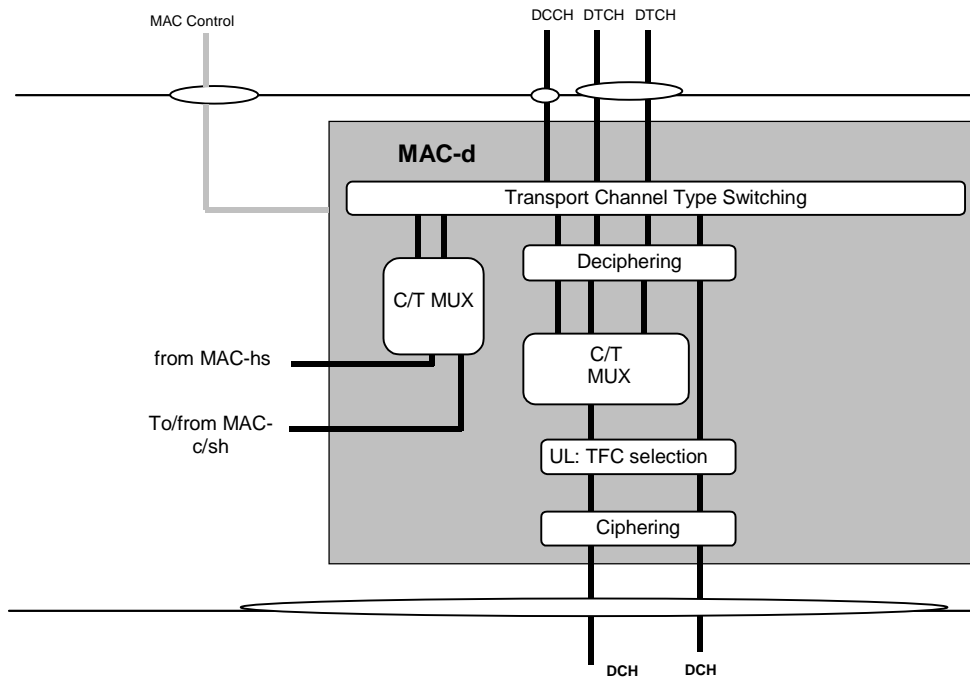 MAC Control
DCCH DTCH DTCH
MAC-d
Transport Channel Type Switching
Deciphering
C/T MUX
from MAC-hs
C/T
MUX
To/from MAC-
c/sh
UL: TFC selection
Ciphering
DCH
DCH